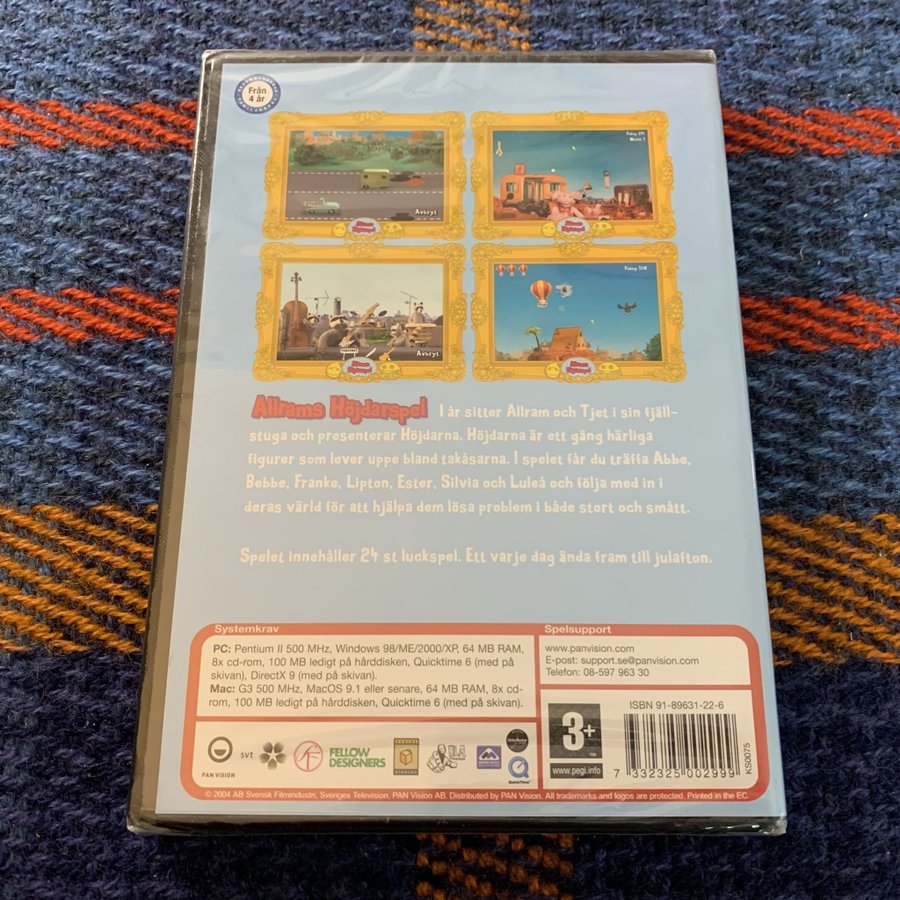 Från
4 år
Avbryt
Poäng 299
Avbryt
Poäng 540
Allrams Höjdarspel I år sitter Allram och Tjet i sin fjäll-
stuga och presenterar Höjdarna. Höjdarna är ett gäng härliga
figurer som lever uppe bland takåsarna. I spelet får du träffa Abbe,
Bebbe, Franke, Lipton, Ester, Silvia och Luleå och följa med in i
deras värld för att hjälpa dem lösa problem i både stort och smått.
Spelet innehåller 24 st luckspel. Ett varje dag ända fram till julafton.
Systemkrav
PC: Pentium II 500 MHz, Windows 98/ME/2000/XP, 64 MB RAM,
8x cd-rom, 100 MB ledigt på hårddisken, Quicktime 6 (med på
skivan), DirectX 9 (med på skivan).
Mac: G3 500 MHz, MacOS 9.1 eller senare, 64 MB RAM, 8x cd-
rom, 100 MB ledigt på hårddisken, Quicktime 6 (med på skivan).
Spelsupport
www.panvision.com
E-post: support.se@panvision.com
Telefon: 08-597 963 30
ISBN 91-89631-22-6
3+
www.pegi.info
7 332325 002999
KS0075
PAN VISION
svt
FELLOW
DESIGNERS
QuickTime
© 2004 AB Svensk Filmindustri, Sveriges Television, PAN Vision AB. Distributed by PAN Vision. All trademarks and logos are protected. Printed in the EC.